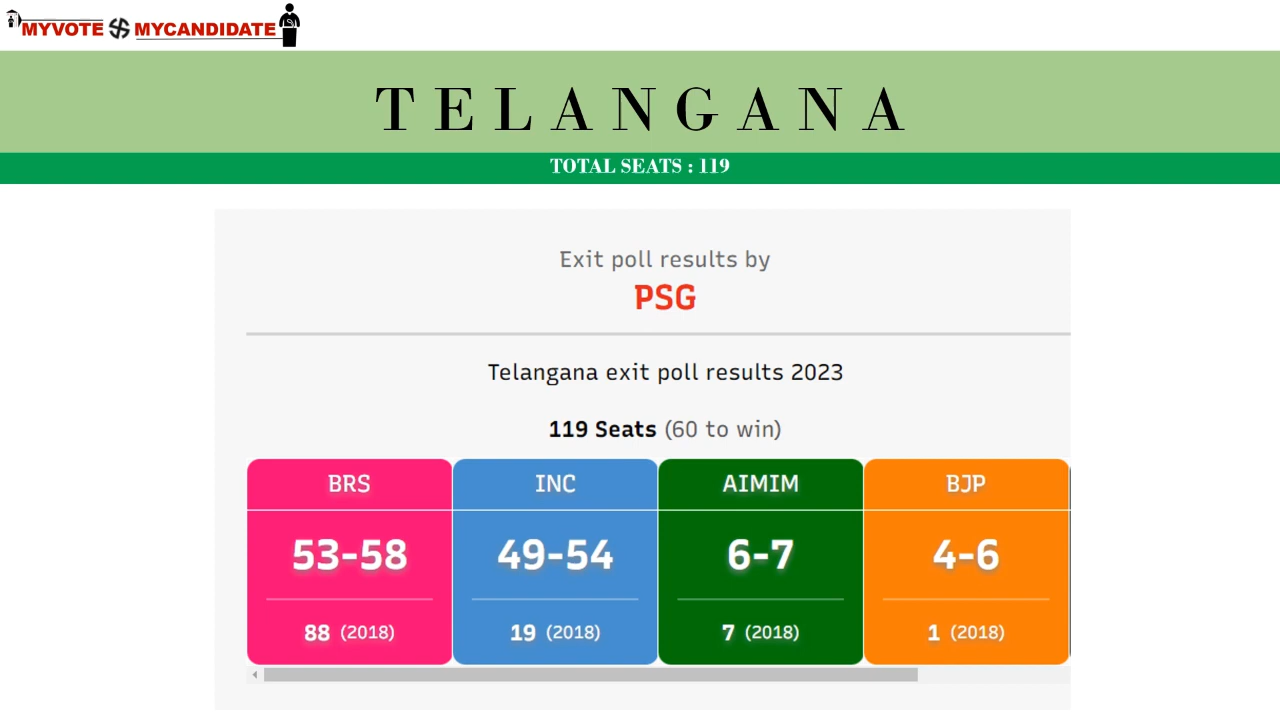 MYVOTE MYCANDIDATE
TELANGANA
TOTAL SEATS : 119
Exit poll results by
PSG
Telangana exit poll results 2023
119 Seats (60 to win)
BRS INC AIMIM BJP
53-58 49-54 6-7 4-6
88 (2018) 19 (2018) 7 (2018) 1 (2018)